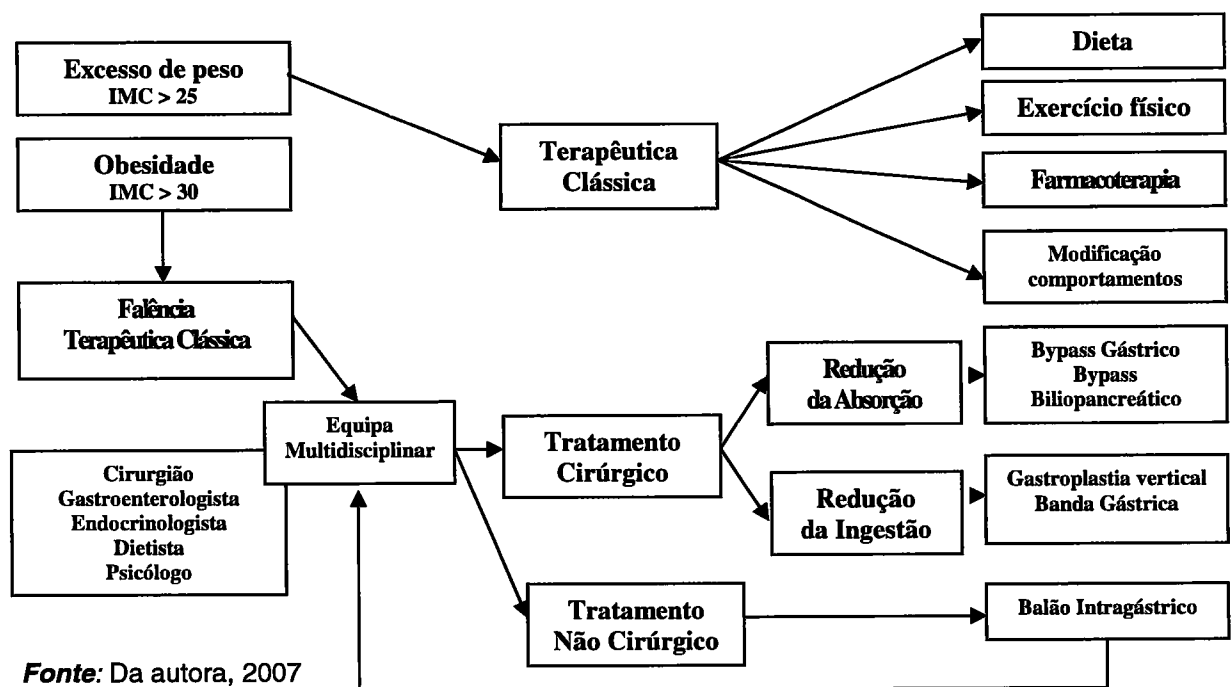 Excesso de peso
IMC > 25
Obesidade
IMC > 30
Falência
Terapêutica Clássica
Terapêutica
Clássica
Dieta
Exercício físico
Farmacoterapia
Modificação
comportamentos
Equipa
Multidisciplinar
Cirurgião
Gastroenterologista
Endocrinologista
Dietista
Psicólogo
Tratamento
Cirúrgico
Redução
da Absorção
Bypass Gástrico
Bypass
Biliopancreático
Redução
da Ingestão
Gastroplastia vertical
Banda Gástrica
Tratamento
Não Cirúrgico
Balão Intragástrico
Fonte: Da autora, 2007